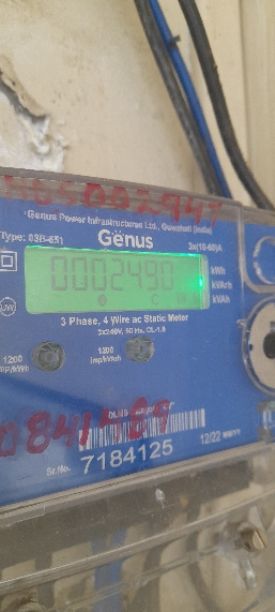 Genus Power Infrastructures Ltd., Guwahati (India)
Type: 03B-651
Genus
3x(10-60)A
0002490
kWh
kVArh
kVAh
3 Phase, 4 Wire ac Static Meter
3x240V, 50 Hz, CL-1.0
1200
imp/kWh
1200
imp/kVArh
Sr.No.
7184125
12/22